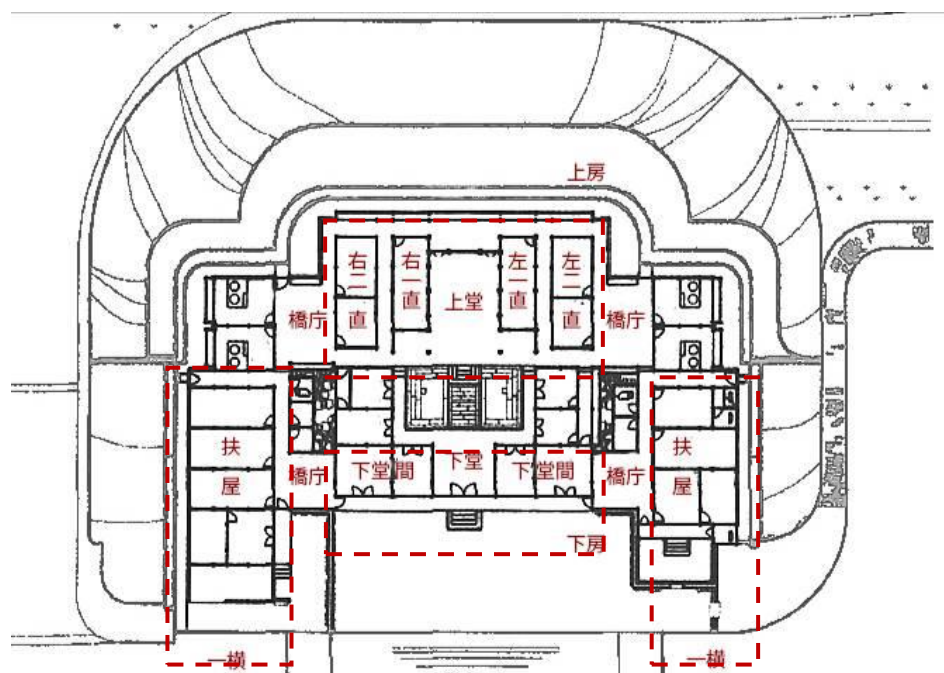 上房
右二直
右一直
上堂
左一直
左二直
橋庁
橋庁
扶屋
橋庁
下堂間
下堂
下堂間
橋庁
扶屋
下房
一横
一横